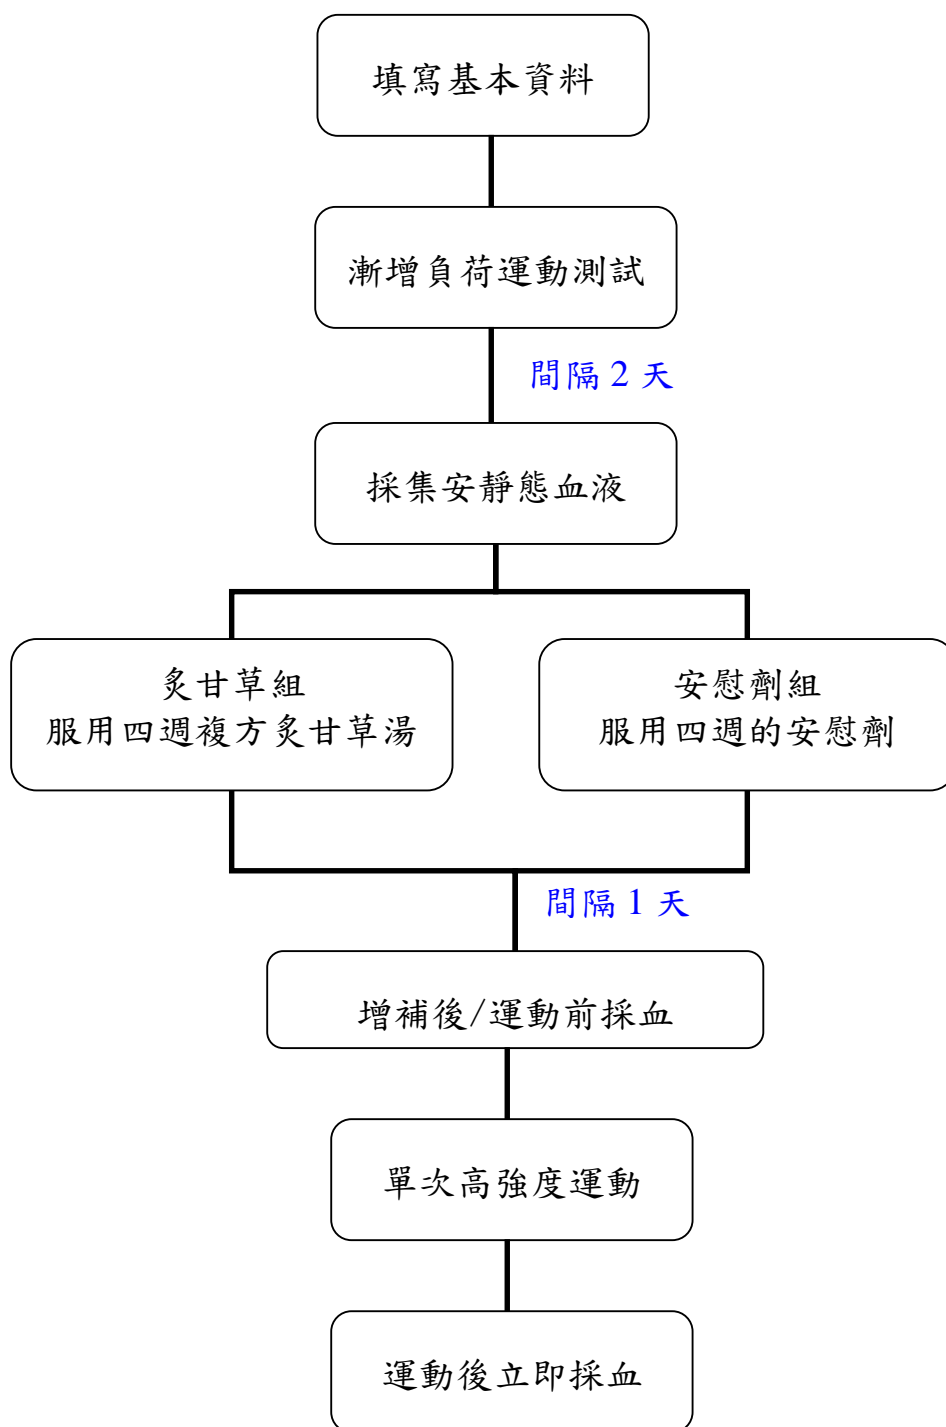 填寫基本資料
漸增負荷運動測試
間隔 2 天
採集安靜態血液
炙甘草組
服用四週複方炙甘草湯
安慰劑組
服用四週的安慰劑
間隔 1 天
增補後/運動前採血
單次高強度運動
運動後立即採血